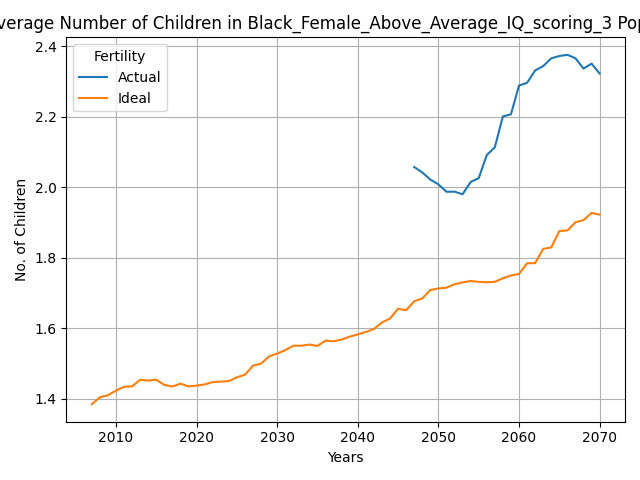 verage Number of Children in Black_Female_Above_Average_IQ_scoring_3 Pop
Fertility
Actual
Ideal
2.4
2.2
2.0
1.8
1.6
1.4
No. of Children
2010 2020 2030 2040 2050 2060 2070
Years